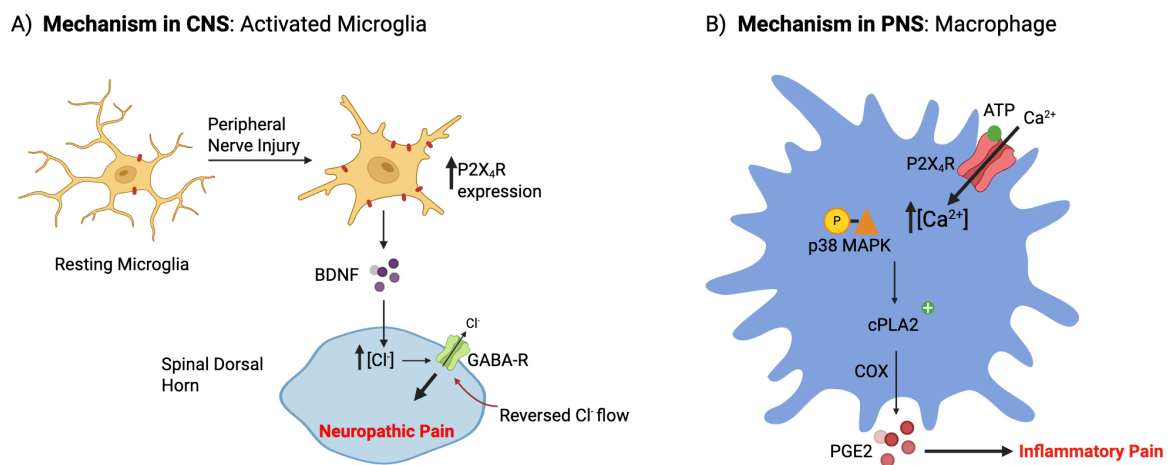 A) Mechanism in CNS: Activated Microglia
Peripheral
Nerve Injury
P2X₄R
expression
Resting Microglia
BDNF
Cl⁻
[Cl⁻]
GABA-R
Spinal Dorsal
Horn
Reversed Cl⁻ flow
Neuropathic Pain
B) Mechanism in PNS: Macrophage
ATP
Ca²⁺
P2X₄R
[Ca²⁺]
P
p38 MAPK
+
cPLA2
COX
PGE2
Inflammatory Pain